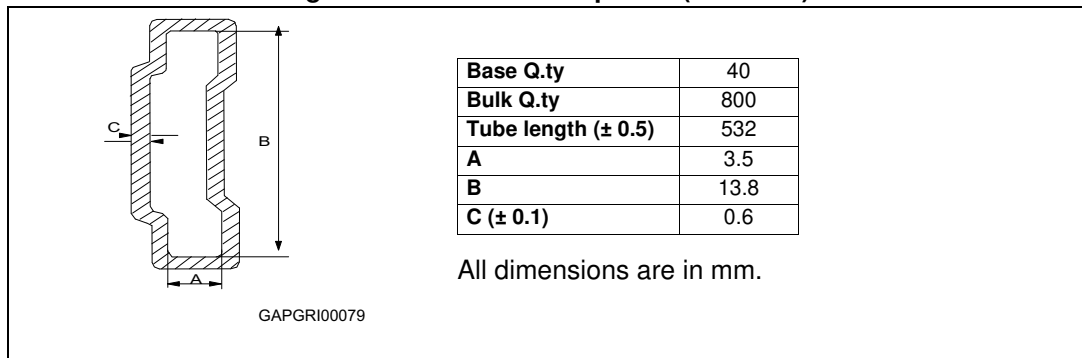 C
B
A
GAPGRI00079
Base Q.ty 40
Bulk Q.ty 800
Tube length (± 0.5) 532
A 3.5
B 13.8
C (± 0.1) 0.6
All dimensions are in mm.